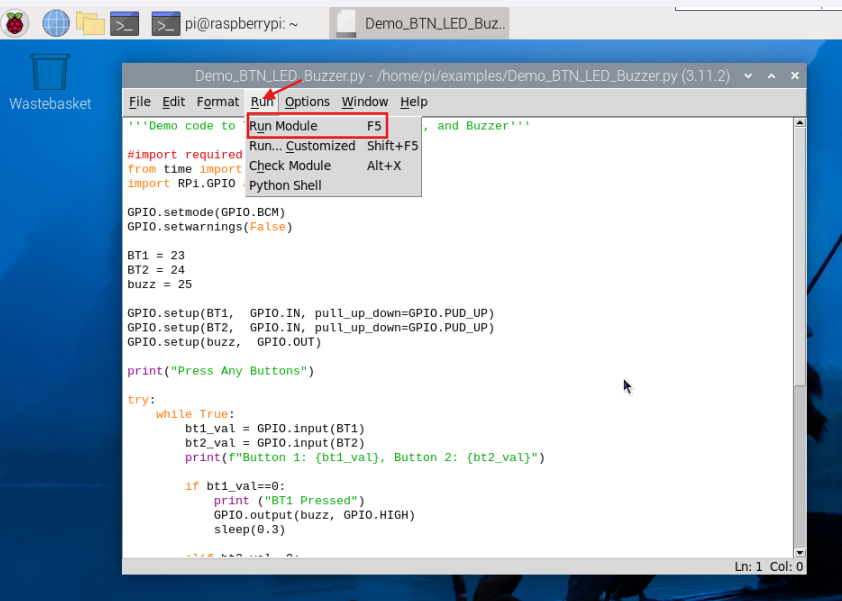 pi@raspberrypi: ~
Demo_BTN_LED_Buz..
Wastebasket
Demo_BTN_LED_Buzzer.py - /home/pi/examples/Demo_BTN_LED_Buzzer.py (3.11.2)
File Edit Format Run Options Window Help
Run Module F5
Run... Customized Shift+F5
Check Module Alt+X
Python Shell
'''Demo code to , and Buzzer'''
#import required
from time import
import RPi.GPIO
GPIO.setmode(GPIO.BCM)
GPIO.setwarnings(False)
BT1 = 23
BT2 = 24
buzz = 25
GPIO.setup(BT1,  GPIO.IN, pull_up_down=GPIO.PUD_UP)
GPIO.setup(BT2,  GPIO.IN, pull_up_down=GPIO.PUD_UP)
GPIO.setup(buzz,  GPIO.OUT)
print("Press Any Buttons")
try:
    while True:
        bt1_val = GPIO.input(BT1)
        bt2_val = GPIO.input(BT2)
        print(f"Button 1: {bt1_val}, Button 2: {bt2_val}")
        if bt1_val==0:
            print ("BT1 Pressed")
            GPIO.output(buzz, GPIO.HIGH)
            sleep(0.3)
Ln: 1 Col: 0